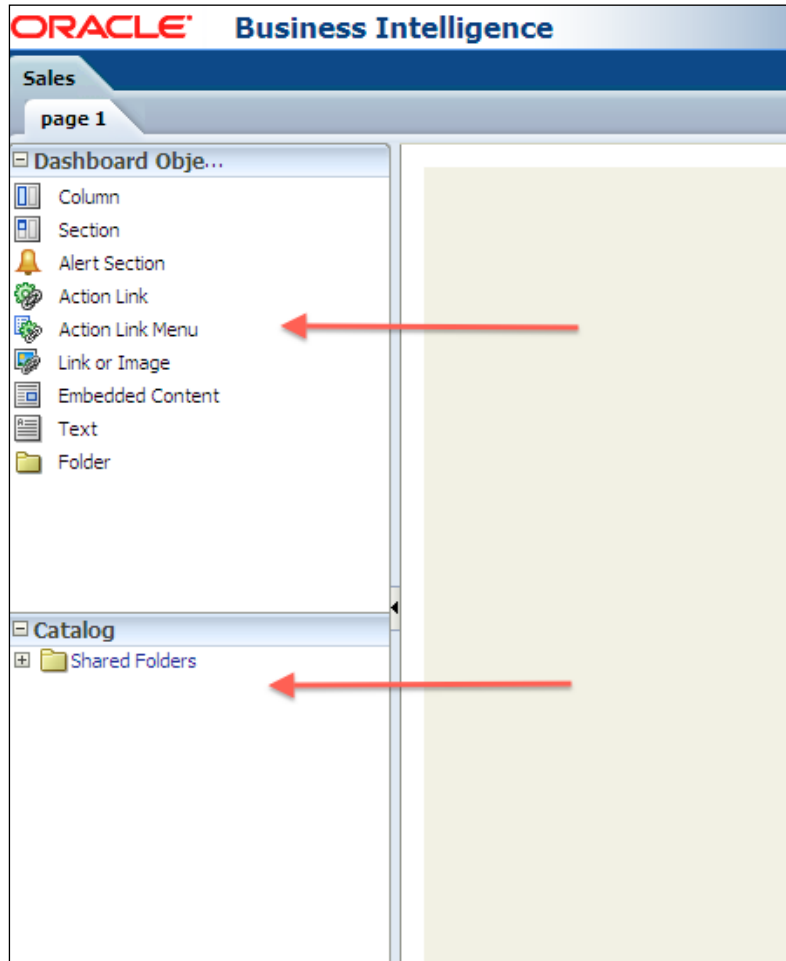 ORACLE Business Intelligence
Sales
page 1
Dashboard Obje...
Column
Section
Alert Section
Action Link
Action Link Menu
Link or Image
Embedded Content
Text
Folder
Catalog
Shared Folders